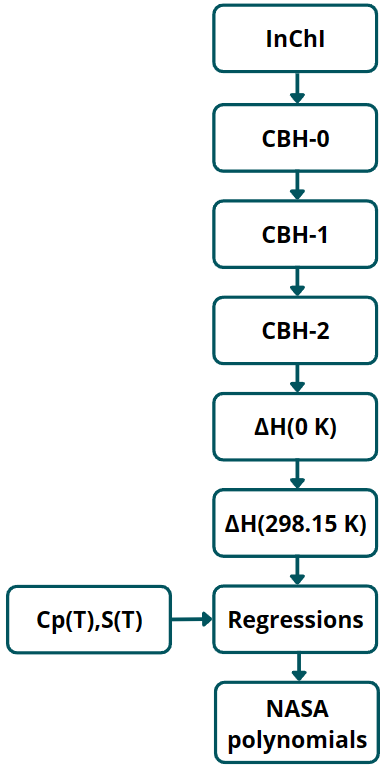 InChI
CBH-0
CBH-1
CBH-2
ΔH(0 K)
ΔH(298.15 K)
Cp(T),S(T)
Regressions
NASA
polynomials